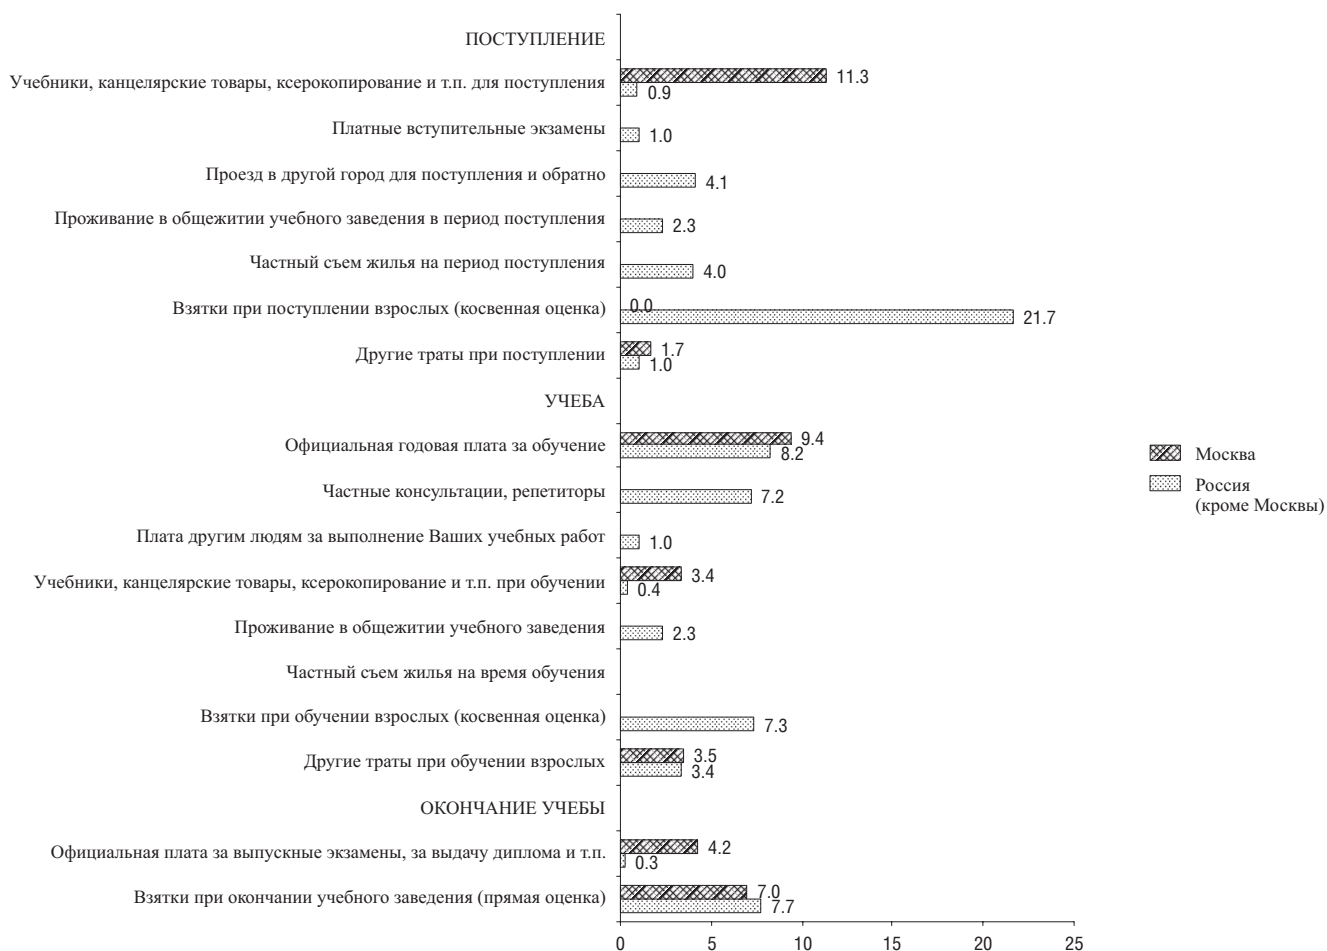 ПОСТУПЛЕНИЕ
Учебники, канцелярские товары, ксерокопирование и т.п. для поступления
11.3
0.9
Платные вступительные экзамены
1.0
Проезд в другой город для поступления и обратно
4.1
Проживание в общежитии учебного заведения в период поступления
2.3
Частный съем жилья на период поступления
4.0
Взятки при поступлении взрослых (косвенная оценка)
0.0
21.7
Другие траты при поступлении
1.7
1.0
УЧЕБА
Официальная годовая плата за обучение
9.4
8.2
Частные консультации, репетиторы
7.2
Плата другим людям за выполнение Ваших учебных работ
1.0
Учебники, канцелярские товары, ксерокопирование и т.п. при обучении
3.4
0.4
Проживание в общежитии учебного заведения
2.3
Частный съем жилья на время обучения
Взятки при обучении взрослых (косвенная оценка)
7.3
Другие траты при обучении взрослых
3.5
3.4
ОКОНЧАНИЕ УЧЕБЫ
Официальная плата за выпускные экзамены, за выдачу диплома и т.п.
4.2
0.3
Взятки при окончании учебного заведения (прямая оценка)
7.0
7.7
0 5 10 15 20 25
Москва
Россия
(кроме Москвы)